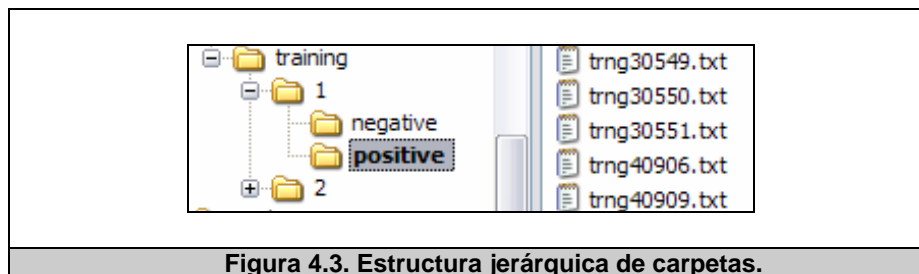 training
1
negative
positive
2
trng30549.txt
trng30550.txt
trng30551.txt
trng40906.txt
trng40909.txt
Figura 4.3. Estructura jerárquica de carpetas.